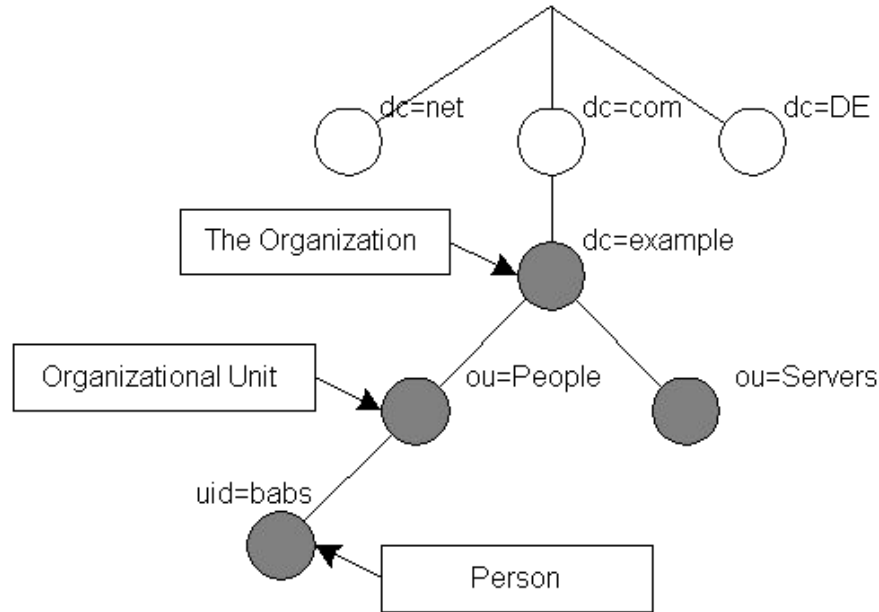 dc=net
dc=com
dc=DE
The Organization
dc=example
Organizational Unit
ou=People
ou=Servers
uid=babs
Person